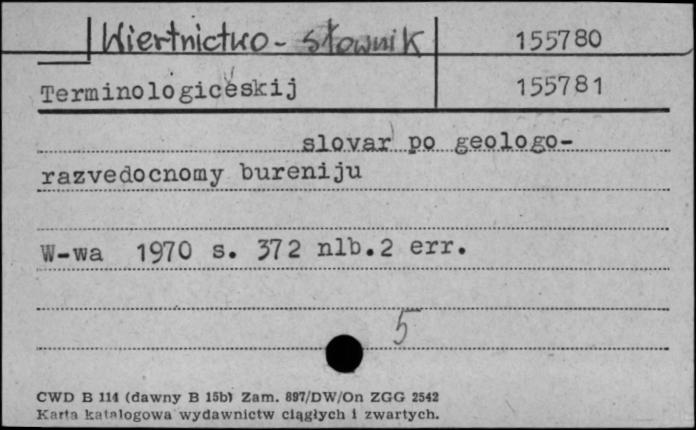 Wiertnictwo - słownik 155780
Terminologičeskij 155781
slovar' po geologo-
razvedocnomy bureniju
W-wa 1970 s. 372 nlb.2 err.
5
CWD B 114 (dawny B 15b) Zam. 897/DW/On ZGG 2542
Karta katalogowa wydawnictw ciągłych i zwartych.